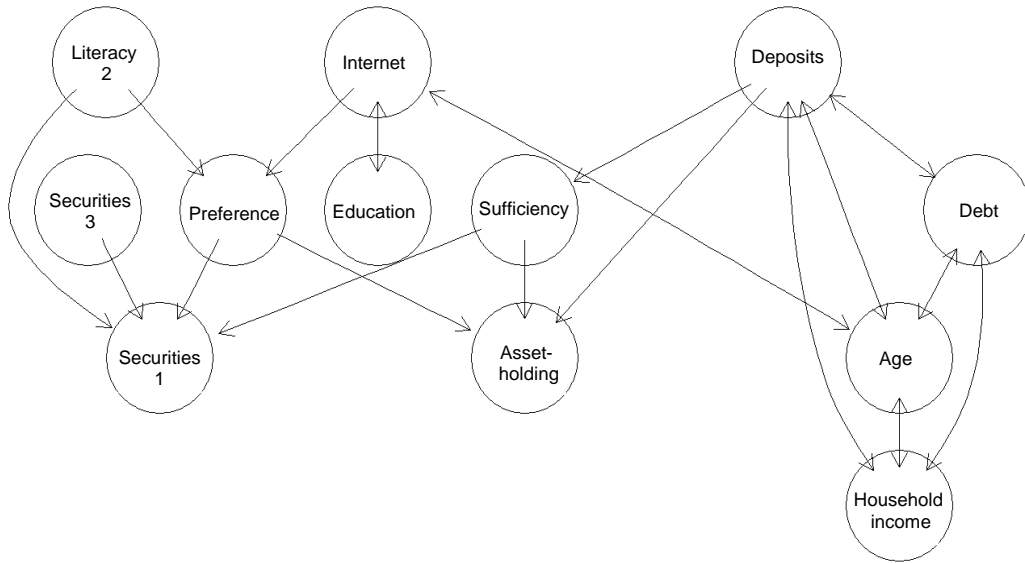 Literacy
2
Internet
Deposits
Securities
3
Preference
Education
Sufficiency
Debt
Securities
1
Asset-
holding
Age
Household
income